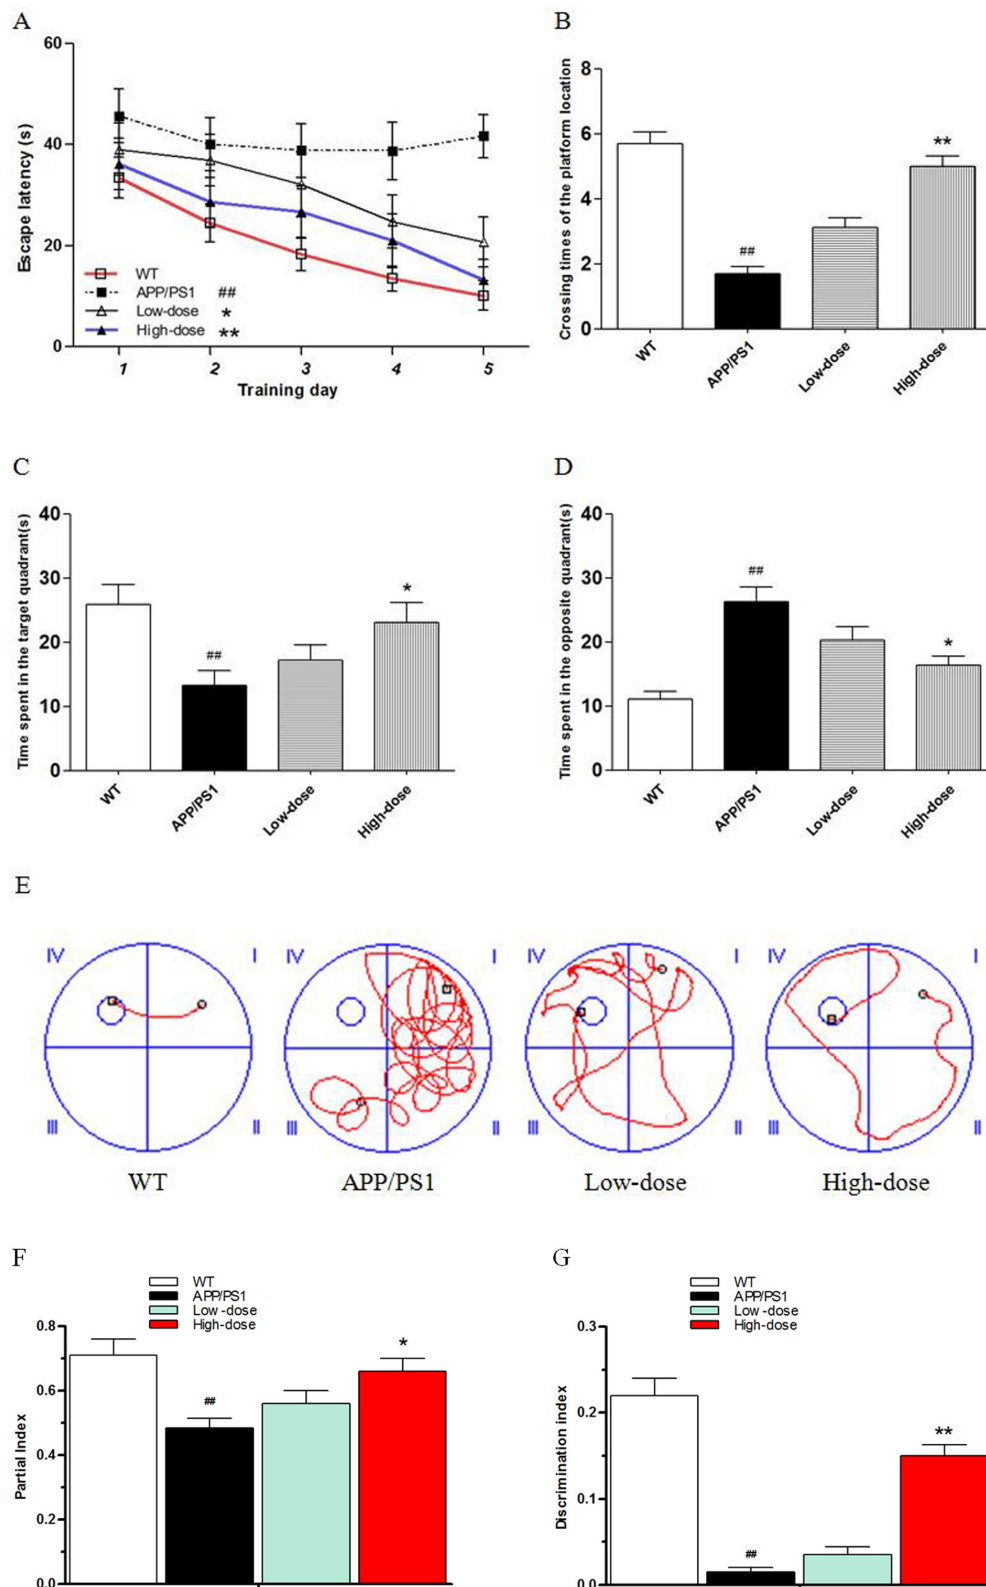 A
60
40
20
0
Escape latency (s)
WT
APP/PS1 ##
Low-dose *
High-dose **
1 2 3 4 5
Training day
B
8
6
4
2
0
Crossing times of the platform location
##
**
WT
APP/PS1
Low-dose
High-dose
C
40
30
20
10
0
Time spent in the target quadrant(s)
##
*
WT
APP/PS1
Low-dose
High-dose
D
40
30
20
10
0
Time spent in the opposite quadrant(s)
##
*
WT
APP/PS1
Low-dose
High-dose
E
IV I
III II
WT
IV I
III II
APP/PS1
IV I
III II
Low-dose
IV I
III II
High-dose
F
WT
APP/PS1
Low-dose
High-dose
0.8
0.6
0.4
0.2
0.0
Partial Index
##
*
G
WT
APP/PS1
Low-dose
High-dose
0.3
0.2
0.1
0.0
Discrimination index
##
**